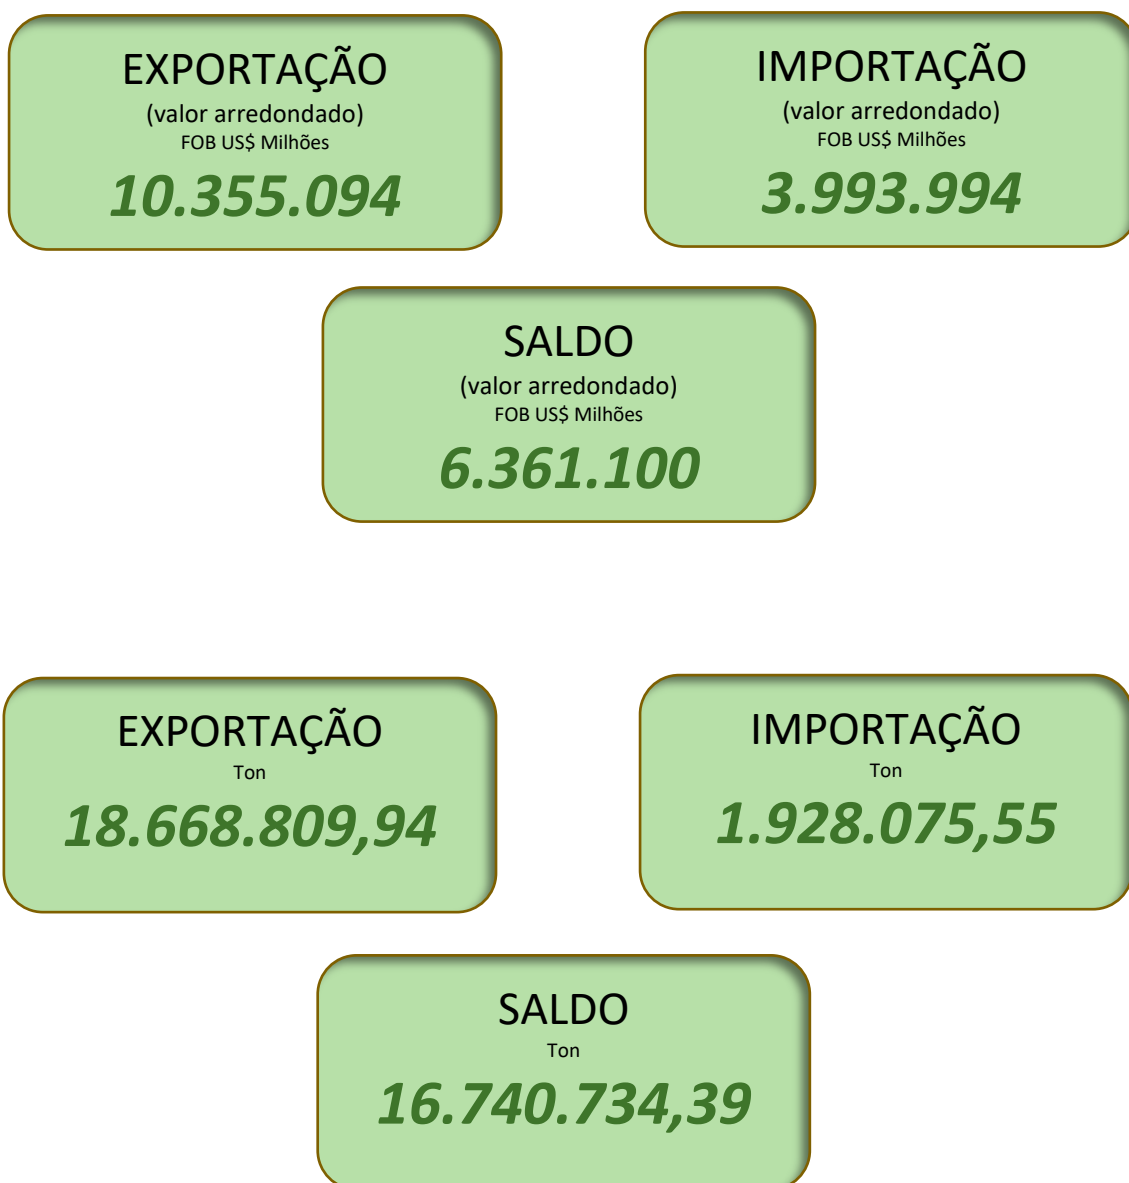 EXPORTAÇÃO
(valor arredondado)
FOB US$ Milhões
10.355.094
IMPORTAÇÃO
(valor arredondado)
FOB US$ Milhões
3.993.994
SALDO
(valor arredondado)
FOB US$ Milhões
6.361.100
EXPORTAÇÃO
Ton
18.668.809,94
IMPORTAÇÃO
Ton
1.928.075,55
SALDO
Ton
16.740.734,39